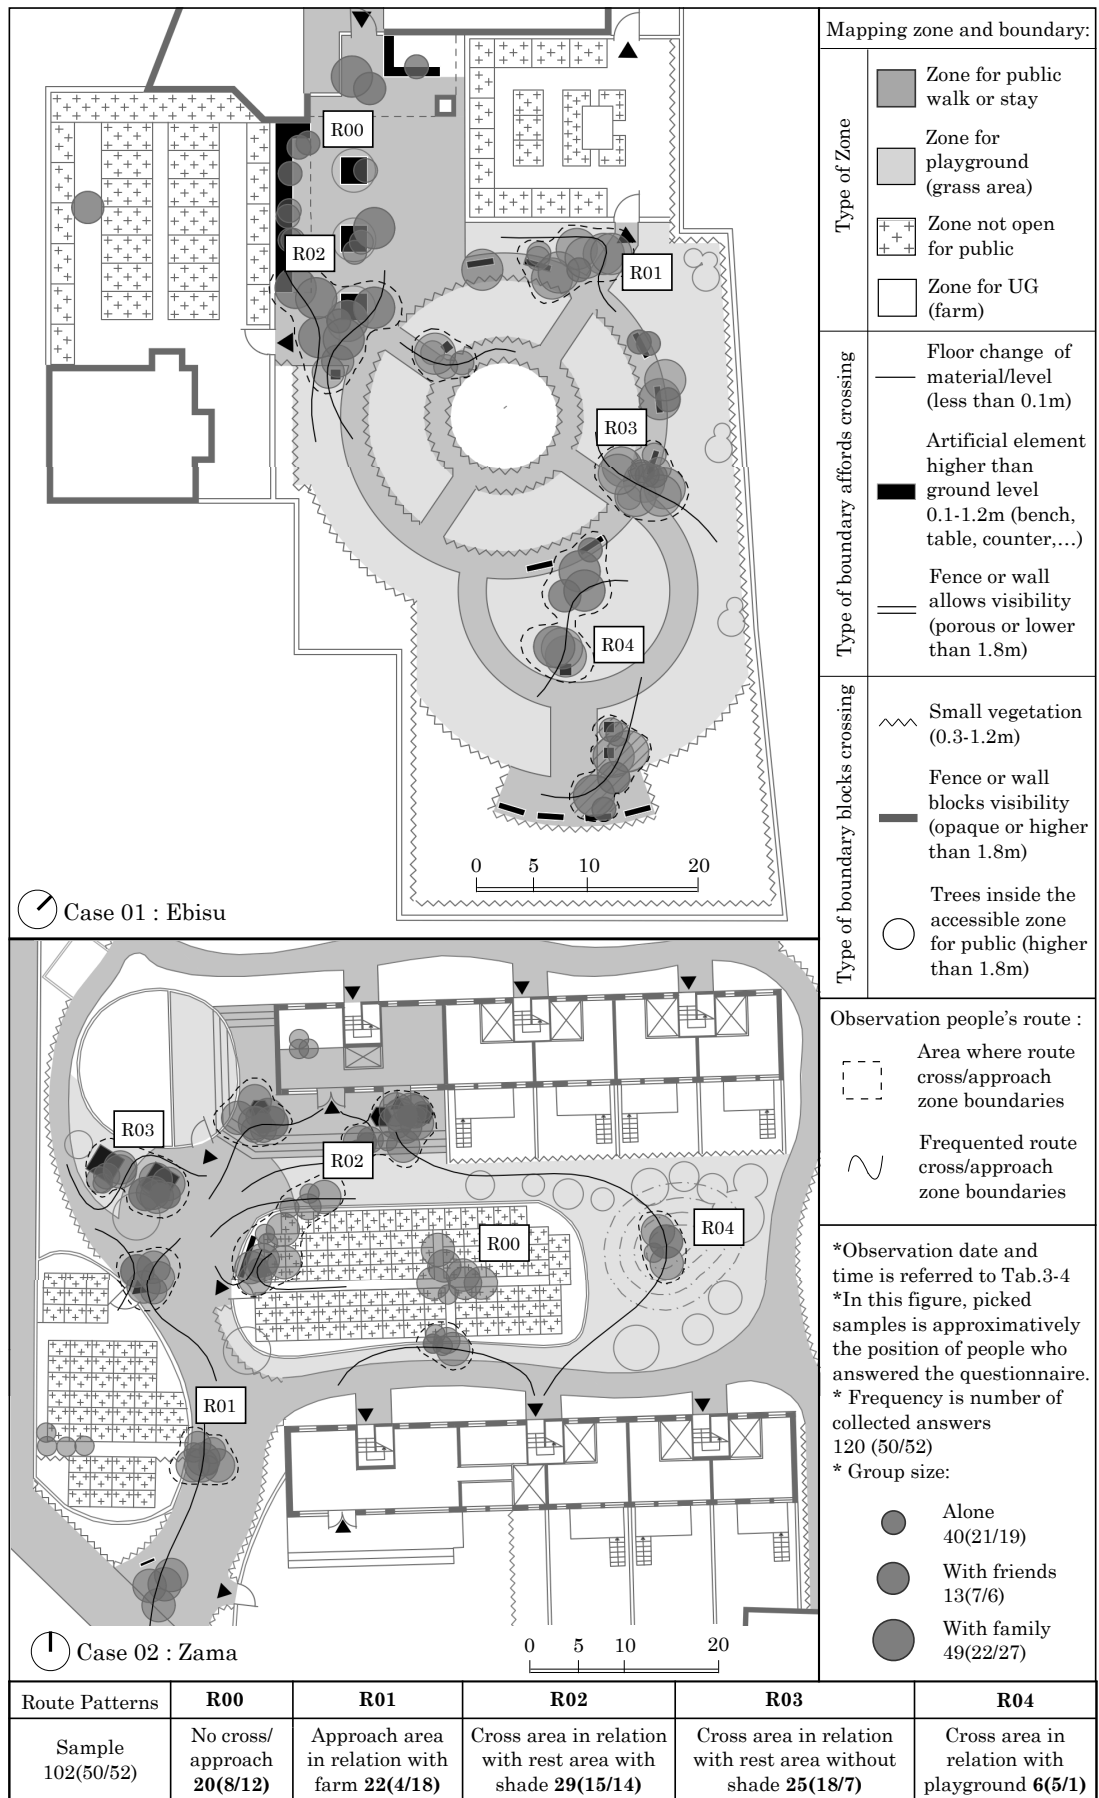 R00
R02
R01
R03
R04
0 5 10 20
Case 01 : Ebisu
R03
R02
R00
R04
R01
Case 02 : Zama
0 5 10 20
Mapping zone and boundary:
Type of Zone
Zone for public
walk or stay
Zone for
playground
(grass area)
Zone not open
for public
Zone for UG
(farm)
Type of boundary affords crossing
Floor change of
material/level
(less than 0.1m)
Artificial element
higher than
ground level
0.1-1.2m (bench,
table, counter,…)
Fence or wall
allows visibility
(porous or lower
than 1.8m)
Type of boundary blocks crossing
Small vegetation
(0.3-1.2m)
Fence or wall
blocks visibility
(opaque or higher
than 1.8m)
Trees inside the
accessible zone
for public (higher
than 1.8m)
Observation people's route :
Area where route
cross/approach
zone boundaries
Frequented route
cross/approach
zone boundaries
*Observation date and
time is referred to Tab.3-4
*In this figure, picked
samples is approximatively
the position of people who
answered the questionnaire.
* Frequency is number of
collected answers
120 (50/52)
* Group size:
Alone
40(21/19)
With friends
13(7/6)
With family
49(22/27)
Route Patterns R00 R01 R02 R03 R04
Sample
102(50/52)
No cross/
approach
20(8/12)
Approach area
in relation with
farm 22(4/18)
Cross area in relation
with rest area with
shade 29(15/14)
Cross area in relation
with rest area without
shade 25(18/7)
Cross area in
relation with
playground 6(5/1)